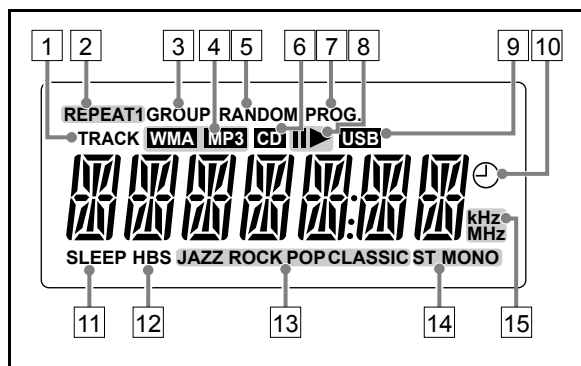 1 2 3 4 5 6 7 8 9 10
REPEAT1 GROUP RANDOM PROG.
TRACK WMA MP3 CD USB
kHz
MHz
SLEEP HBS JAZZ ROCK POP CLASSIC ST MONO
11 12 13 14 15